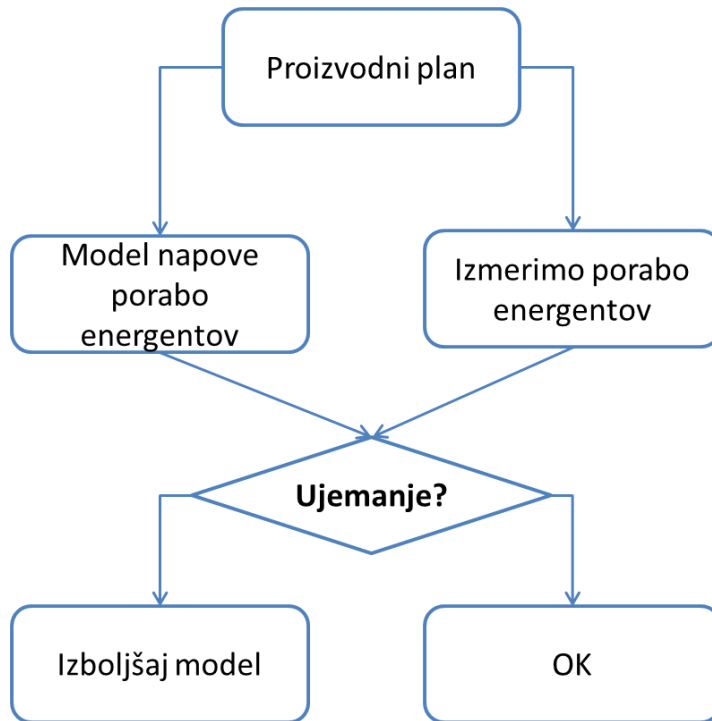 Proizvodni plan
Model napove
porabo
energentov
Izmerimo porabo
energentov
Ujemanje?
Izboljšaj model
OK